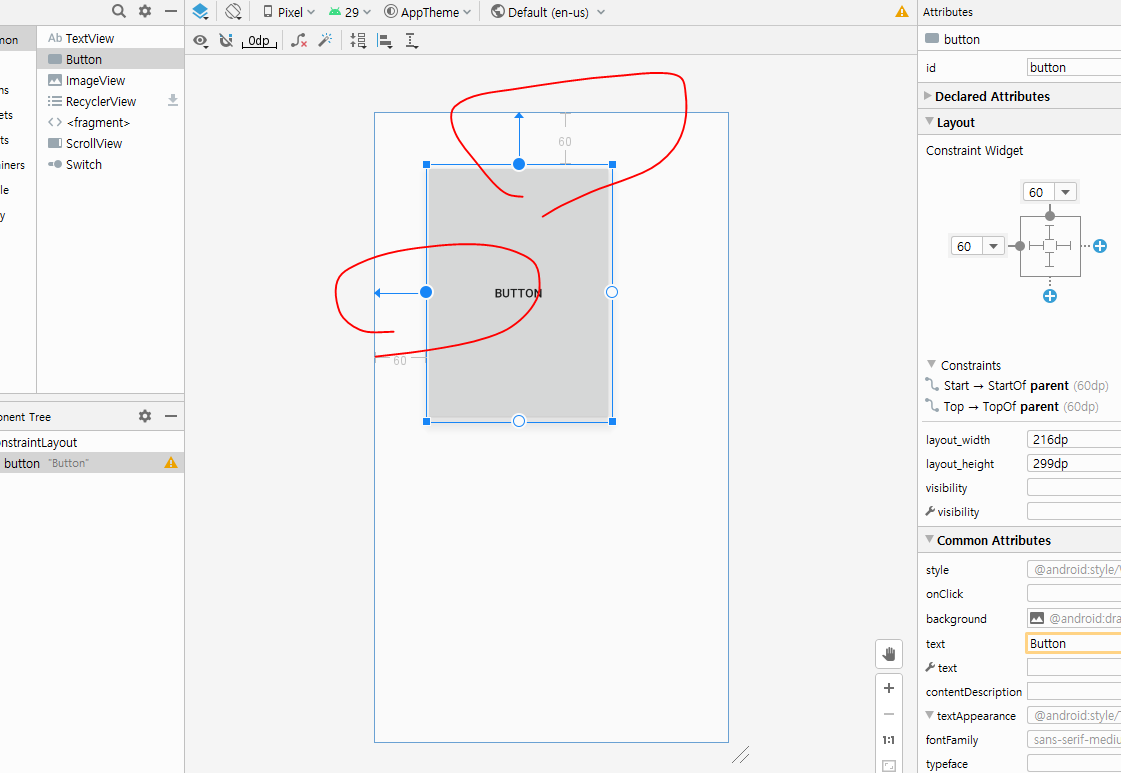 Pixel 29 AppTheme Default (en-us)
0dp
mon
Ab TextView
Button
ImageView
RecyclerView
<fragment>
ScrollView
Switch
ns
ets
ts
iners
le
y
onent Tree
nstraintLayout
button "Button"
60
BUTTON
60
Attributes
button
id button
Declared Attributes
Layout
Constraint Widget
60
60
Constraints
Start → StartOf parent (60dp)
Top → TopOf parent (60dp)
layout_width 216dp
layout_height 299dp
visibility
visibility
Common Attributes
style @android:style/
onClick
background @android:dra
text Button
text
contentDescription
textAppearance @android:style/
fontFamily sans-serif-mediu
typeface
1:1